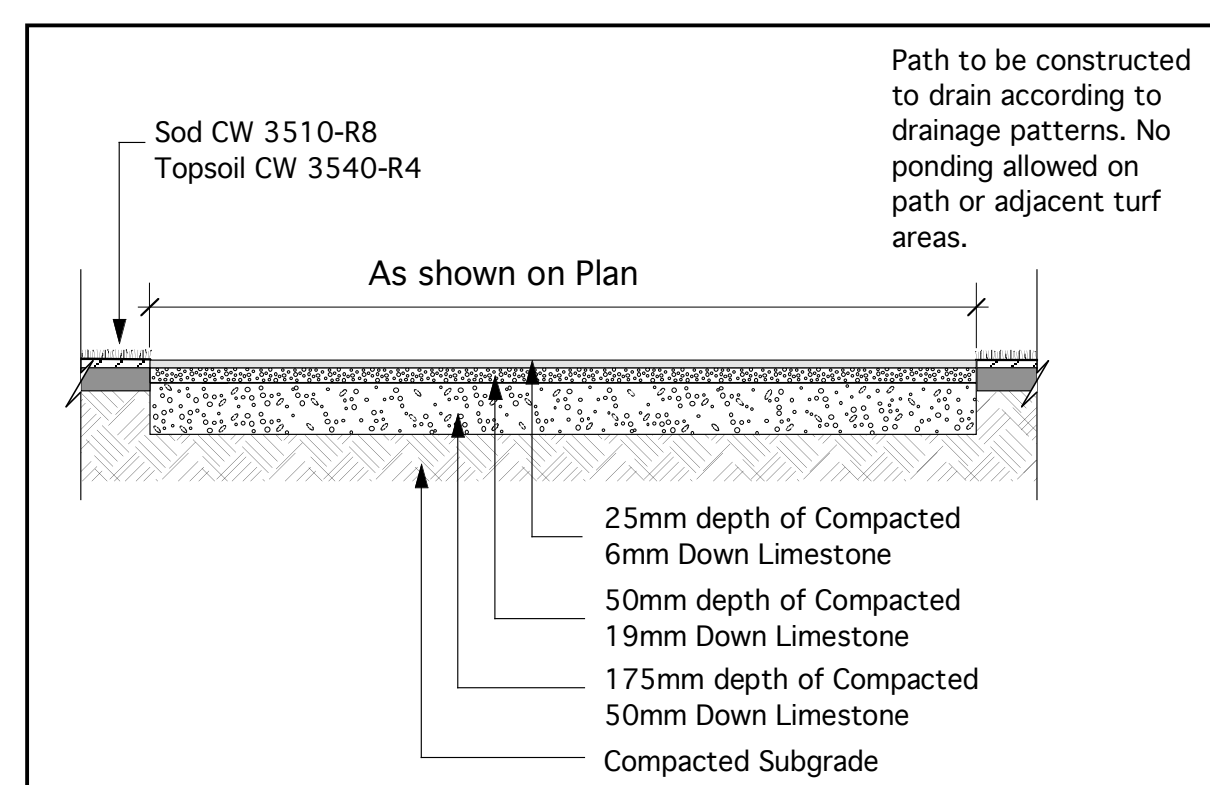 Path to be constructed
to drain according to
drainage patterns. No
ponding allowed on
path or adjacent turf
areas.
Sod CW 3510-R8
Topsoil CW 3540-R4
As shown on Plan
25mm depth of Compacted
6mm Down Limestone
50mm depth of Compacted
19mm Down Limestone
175mm depth of Compacted
50mm Down Limestone
Compacted Subgrade